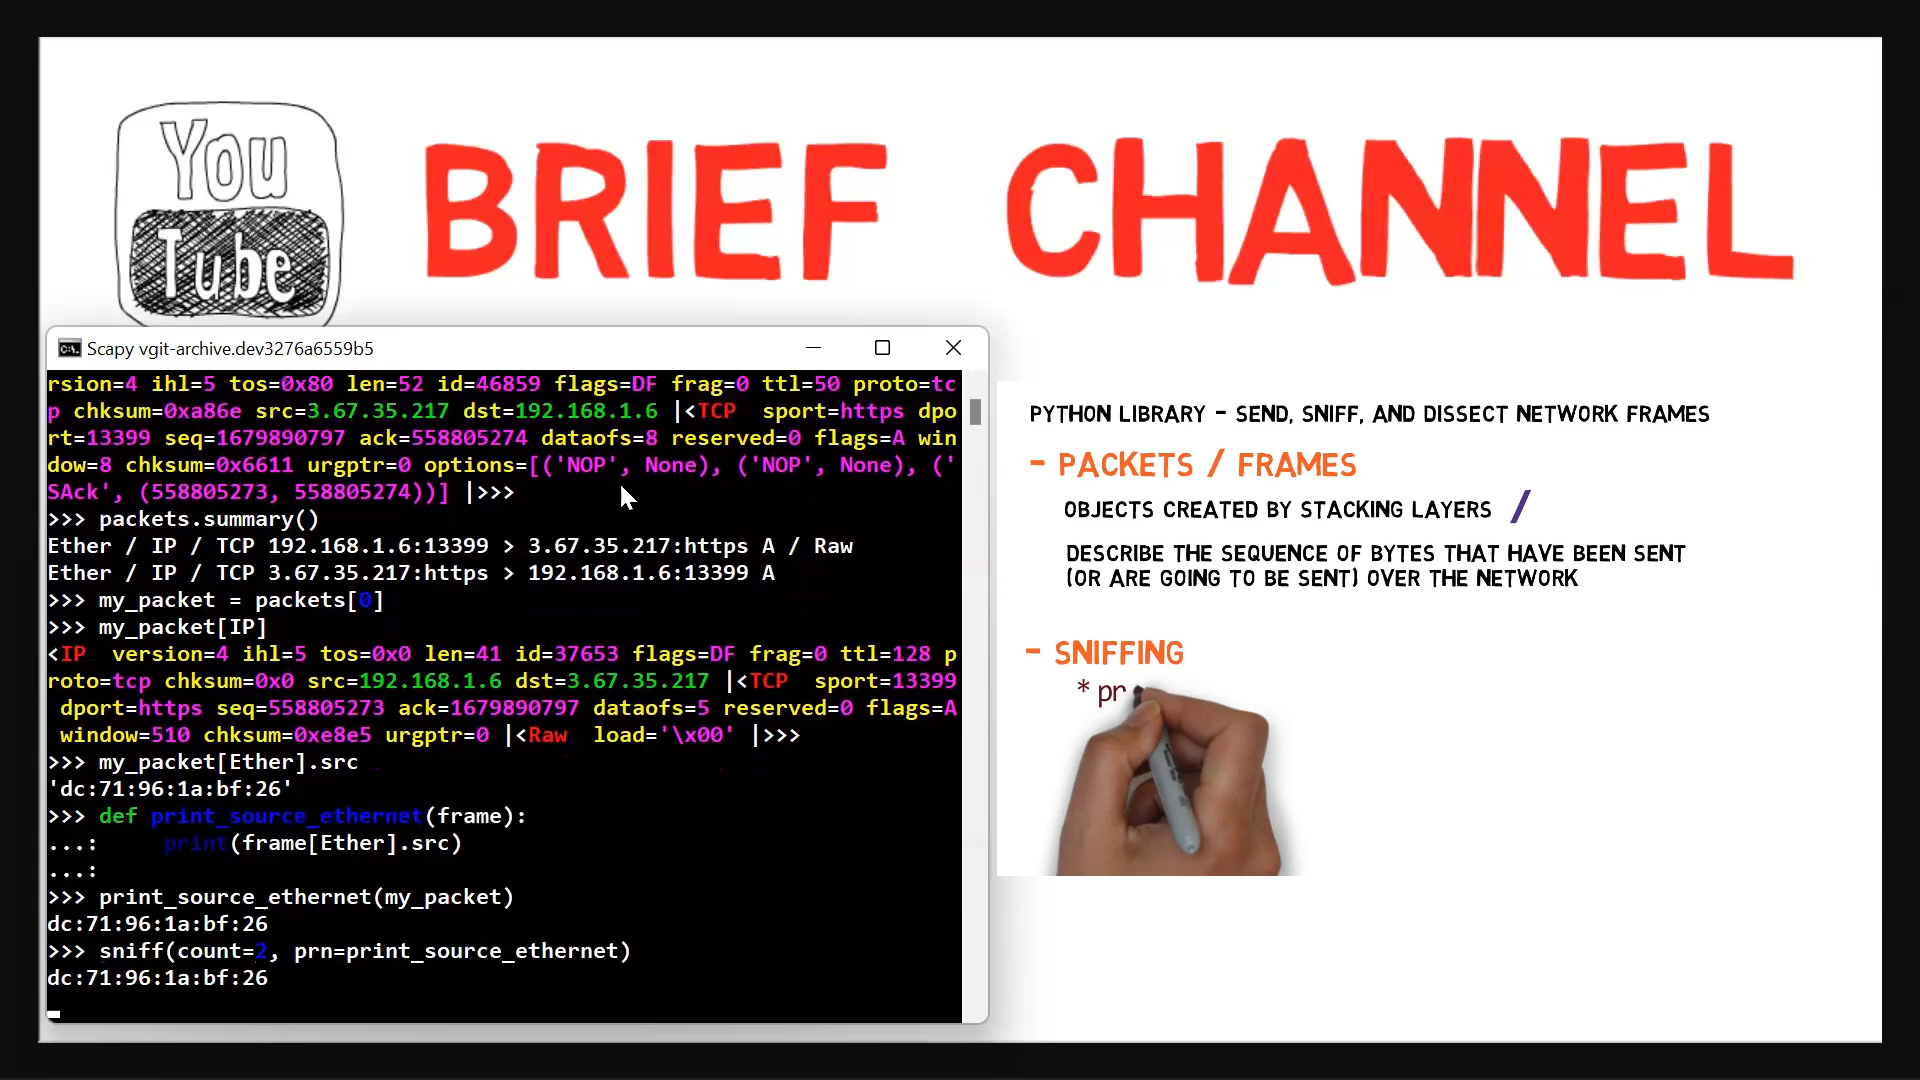 You
Tube
BRIEF CHANNEL
Scapy vgit-archive.dev3276a6559b5
rsion=4 ihl=5 tos=0x80 len=52 id=46859 flags=DF frag=0 ttl=50 proto=tc
p chksum=0xa86e src=3.67.35.217 dst=192.168.1.6 |<TCP  sport=https dpo
rt=13399 seq=1679890797 ack=558805274 dataofs=8 reserved=0 flags=A win
dow=8 chksum=0x6611 urgptr=0 options=[('NOP', None), ('NOP', None), ('
SAck', (558805273, 558805274))] |>>>
>>> packets.summary()
Ether / IP / TCP 192.168.1.6:13399 > 3.67.35.217:https A / Raw
Ether / IP / TCP 3.67.35.217:https > 192.168.1.6:13399 A
>>> my_packet = packets[0]
>>> my_packet[IP]
<IP  version=4 ihl=5 tos=0x0 len=41 id=37653 flags=DF frag=0 ttl=128 p
roto=tcp chksum=0x0 src=192.168.1.6 dst=3.67.35.217 |<TCP  sport=13399
dport=https seq=558805273 ack=1679890797 dataofs=5 reserved=0 flags=A
window=510 chksum=0xe8e5 urgptr=0 |<Raw  load='\x00' |>>>
>>> my_packet[Ether].src
'dc:71:96:1a:bf:26'
>>> def print_source_ethernet(frame):
...:     print(frame[Ether].src)
...:
>>> print_source_ethernet(my_packet)
dc:71:96:1a:bf:26
>>> sniff(count=2, prn=print_source_ethernet)
dc:71:96:1a:bf:26
PYTHON LIBRARY - SEND, SNIFF, AND DISSECT NETWORK FRAMES
- PACKETS / FRAMES
OBJECTS CREATED BY STACKING LAYERS /
DESCRIBE THE SEQUENCE OF BYTES THAT HAVE BEEN SENT
(OR ARE GOING TO BE SENT) OVER THE NETWORK
- SNIFFING
* pr